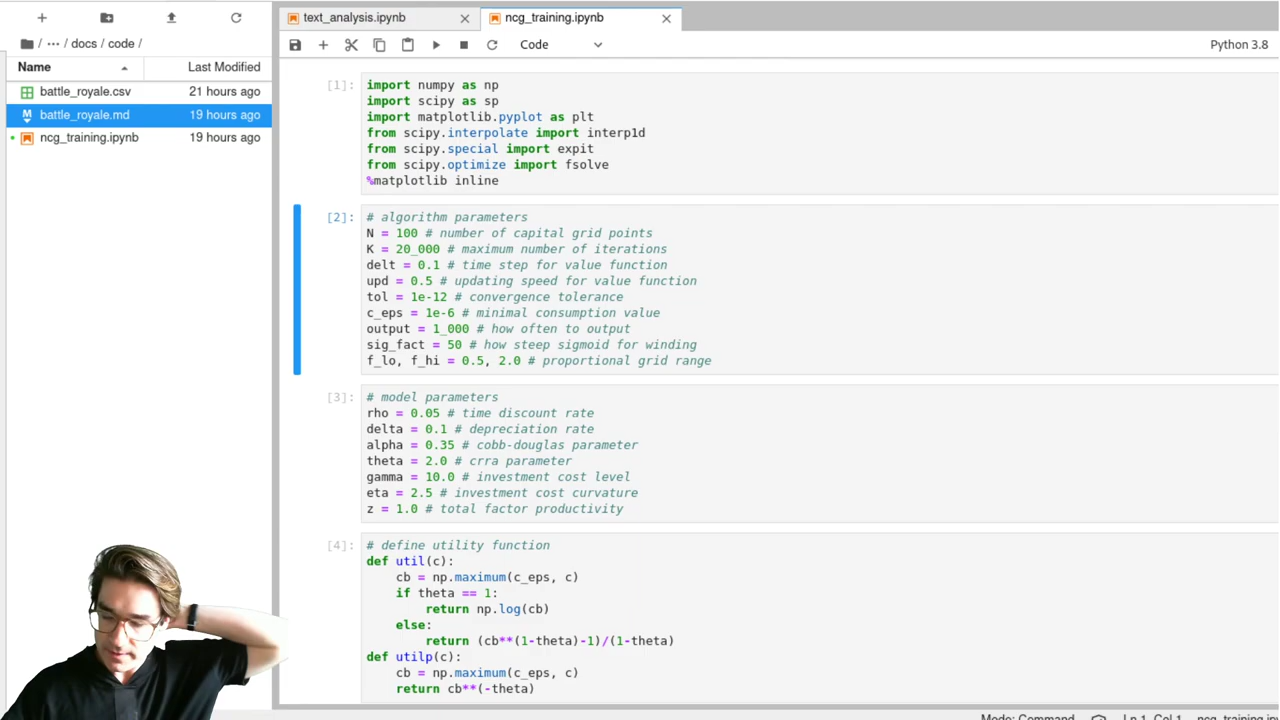 / ··· / docs / code /
Name Last Modified
battle_royale.csv 21 hours ago
battle_royale.md 19 hours ago
ncg_training.ipynb 19 hours ago
text_analysis.ipynb ncg_training.ipynb
Code Python 3.8
[1]: import numpy as np
import scipy as sp
import matplotlib.pyplot as plt
from scipy.interpolate import interp1d
from scipy.special import expit
from scipy.optimize import fsolve
%matplotlib inline
[2]: # algorithm parameters
N = 100 # number of capital grid points
K = 20_000 # maximum number of iterations
delt = 0.1 # time step for value function
upd = 0.5 # updating speed for value function
tol = 1e-12 # convergence tolerance
c_eps = 1e-6 # minimal consumption value
output = 1_000 # how often to output
sig_fact = 50 # how steep sigmoid for winding
f_lo, f_hi = 0.5, 2.0 # proportional grid range
[3]: # model parameters
rho = 0.05 # time discount rate
delta = 0.1 # depreciation rate
alpha = 0.35 # cobb-douglas parameter
theta = 2.0 # crra parameter
gamma = 10.0 # investment cost level
eta = 2.5 # investment cost curvature
z = 1.0 # total factor productivity
[4]: # define utility function
def util(c):
    cb = np.maximum(c_eps, c)
    if theta == 1:
        return np.log(cb)
    else:
        return (cb**(1-theta)-1)/(1-theta)
def utilp(c):
    cb = np.maximum(c_eps, c)
    return cb**(-theta)
Mode: Command Ln 1, Col 1